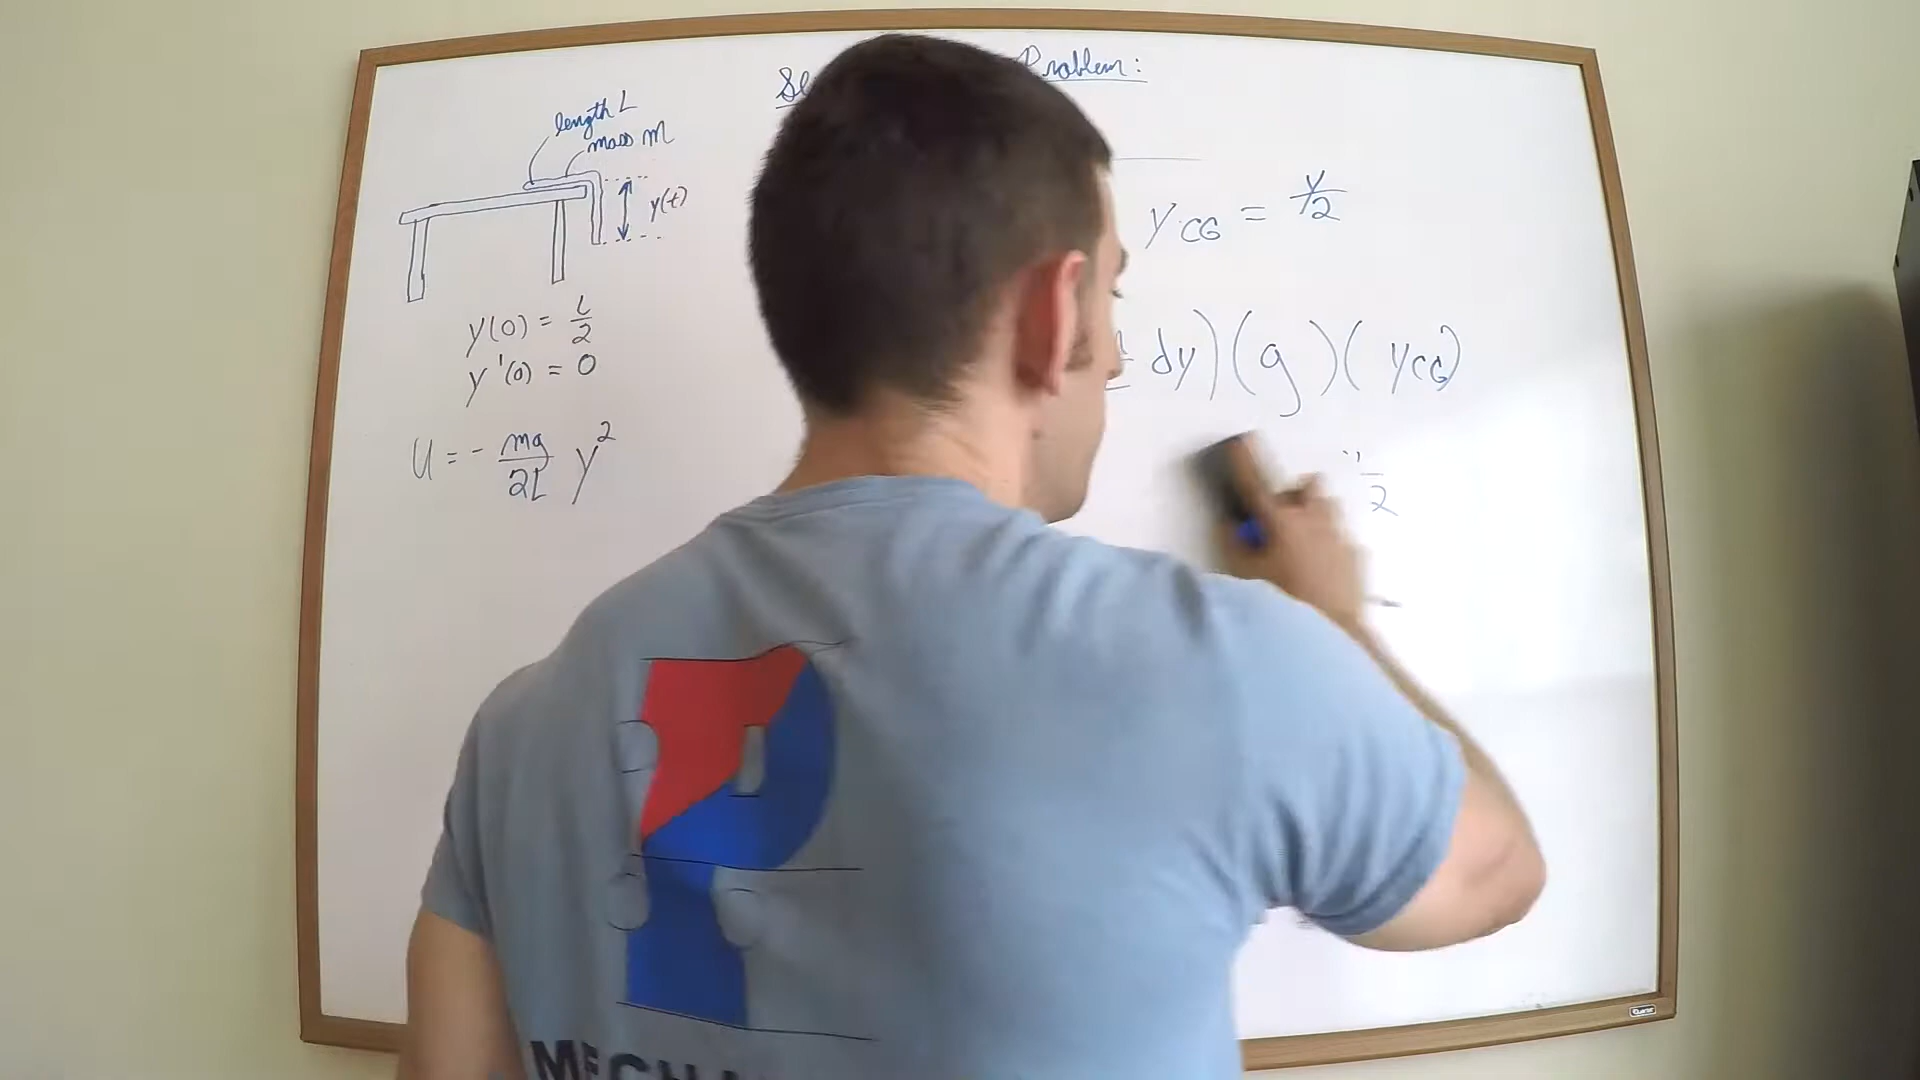 Problem:
length L
mass m
y(t)
y(0) = L/2
y'(0) = 0
U = - mg/2L y²
y CG = y/2
dy)(g)(y CG)
2